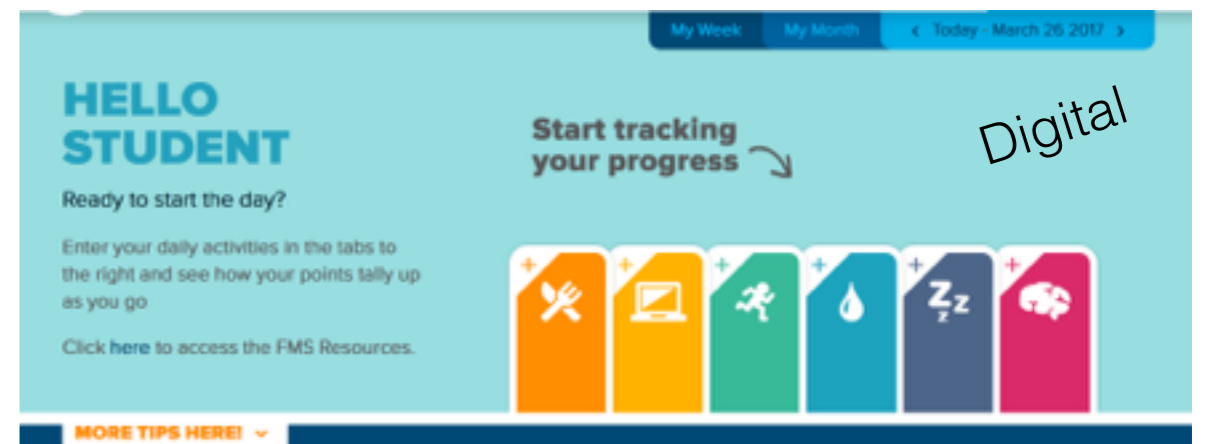 My Week My Month < Today - March 26 2017 >
HELLO
STUDENT
Start tracking
your progress
Digital
Ready to start the day?
Enter your daily activities in the tabs to
the right and see how your points tally up
as you go
Click here to access the FMS Resources.
Z z z
MORE TIPS HERE!